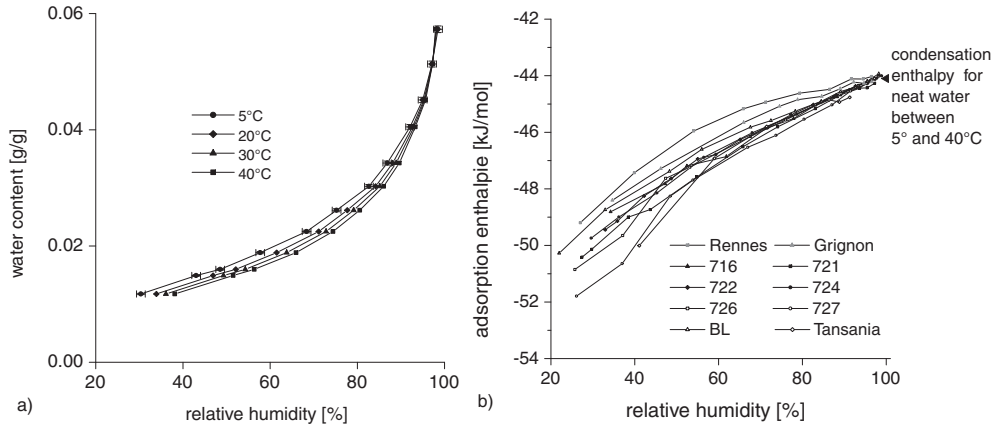 0.06
0.04
0.02
0.00
water content [g/g]
5°C
20°C
30°C
40°C
20
40
60
80
100
relative humidity [%]
a)
-42
-44
-46
-48
-50
-52
-54
adsorption enthalpie [kJ/mol]
condensation
enthalpy for
neat water
between
5° and 40°C
Rennes
Grignon
716
721
722
724
726
727
BL
Tansania
20
40
60
80
100
relative humidity [%]
b)